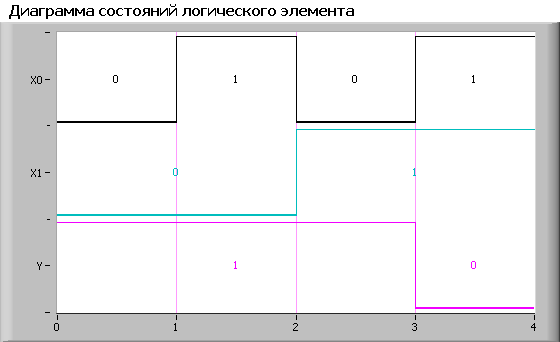 Диаграмма состояний логического элемента
X0
0 1 0 1
X1
0 1
Y
1 0
0 1 2 3 4